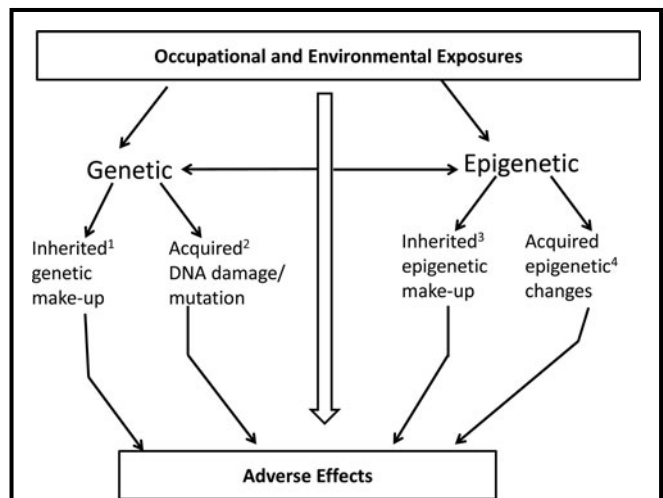 Occupational and Environmental Exposures
Genetic
Epigenetic
Inherited¹
genetic
make-up
Acquired²
DNA damage/
mutation
Inherited³
epigenetic
make-up
Acquired
epigenetic⁴
changes
Adverse Effects